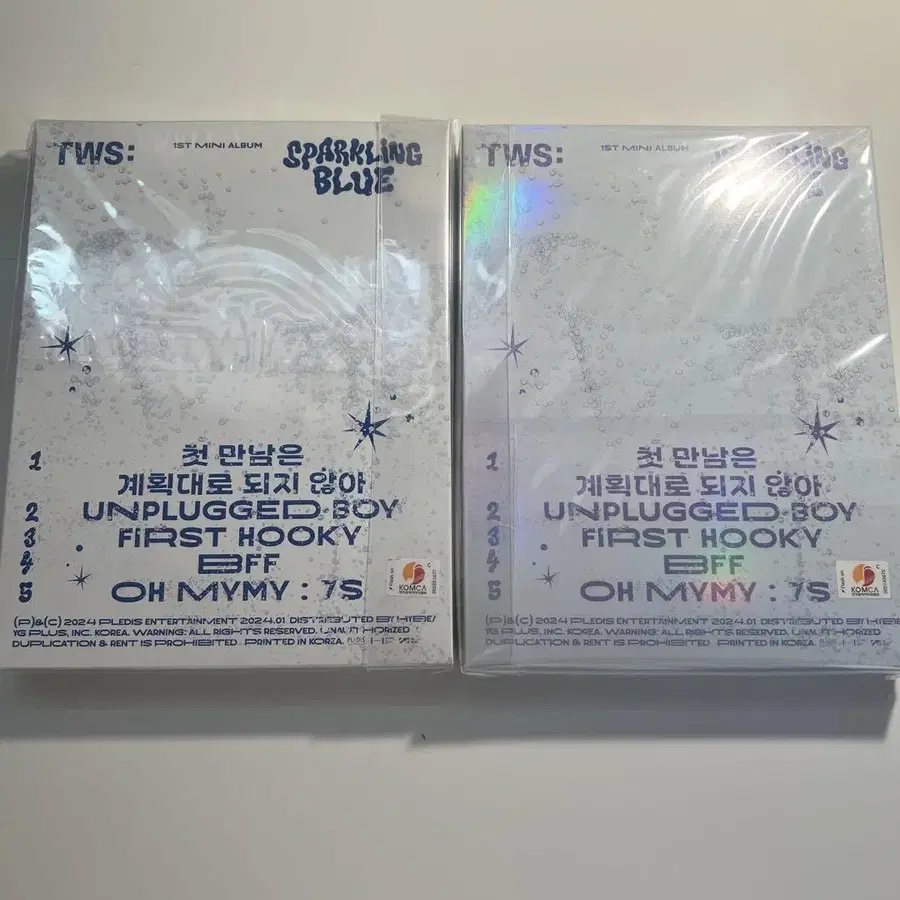 TWS:
1ST MINI ALBUM
SPARKLING
BLUE
1 첫 만남은
계획대로 되지 않아
2 UNPLUGGED BOY
3 FIRST HOOKY
4 BFF
5 OH MYMY : 7S
KOMCA
(P)&(C) 2024 PLEDIS ENTERTAINMENT 2024.01 DISTRIBUTED BY
YG PLUS, INC. KOREA. WARNING: ALL RIGHTS RESERVED. UNAUTHORIZED
DUPLICATION & RENT IS PROHIBITED. PRINTED IN KOREA.
TWS:
1ST MINI ALBUM
1 첫 만남은
계획대로 되지 않아
2 UNPLUGGED BOY
3 FIRST HOOKY
4 BFF
5 OH MYMY : 7S
KOMCA
(P)&(C) 2024 PLEDIS ENTERTAINMENT 2024.01 DISTRIBUTED BY
YG PLUS, INC. KOREA. WARNING: ALL RIGHTS RESERVED. UNAUTHORIZED
DUPLICATION & RENT IS PROHIBITED. PRINTED IN KOREA.